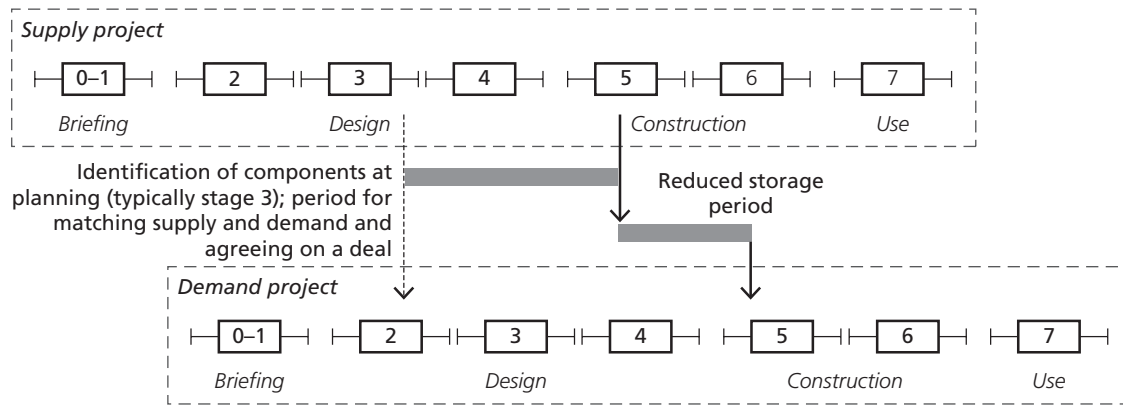 Supply project
0–1 2 3 4 5 6 7
Briefing Design Construction Use
Identification of components at
planning (typically stage 3); period for
matching supply and demand and
agreeing on a deal
Reduced storage
period
Demand project
0–1 2 3 4 5 6 7
Briefing Design Construction Use